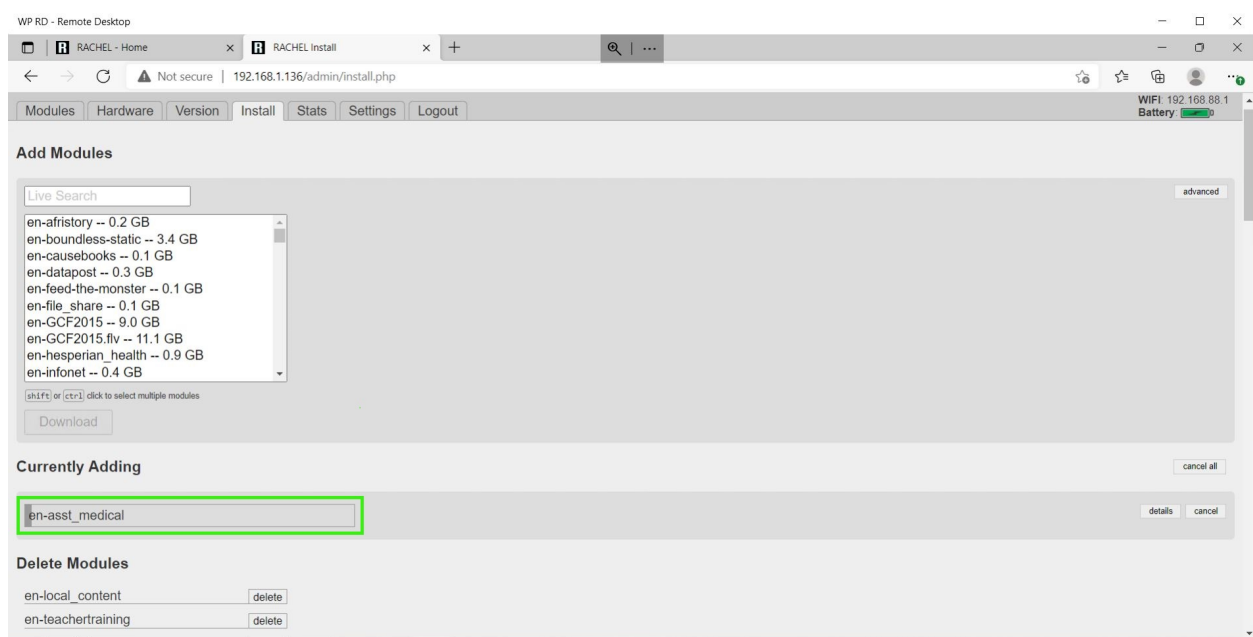 WP RD - Remote Desktop
RACHEL - Home RACHEL Install
Not secure | 192.168.1.136/admin/install.php
Modules Hardware Version Install Stats Settings Logout
WIFI: 192.168.88.1
Battery:
Add Modules
Live Search
advanced
en-afristory -- 0.2 GB
en-boundless-static -- 3.4 GB
en-causebooks -- 0.1 GB
en-datapost -- 0.3 GB
en-feed-the-monster -- 0.1 GB
en-file_share -- 0.1 GB
en-GCF2015 -- 9.0 GB
en-GCF2015.flv -- 11.1 GB
en-hesperian_health -- 0.9 GB
en-infonet -- 0.4 GB
shift or ctrl click to select multiple modules
Download
Currently Adding
cancel all
en-asst_medical
details cancel
Delete Modules
en-local_content delete
en-teachertraining delete